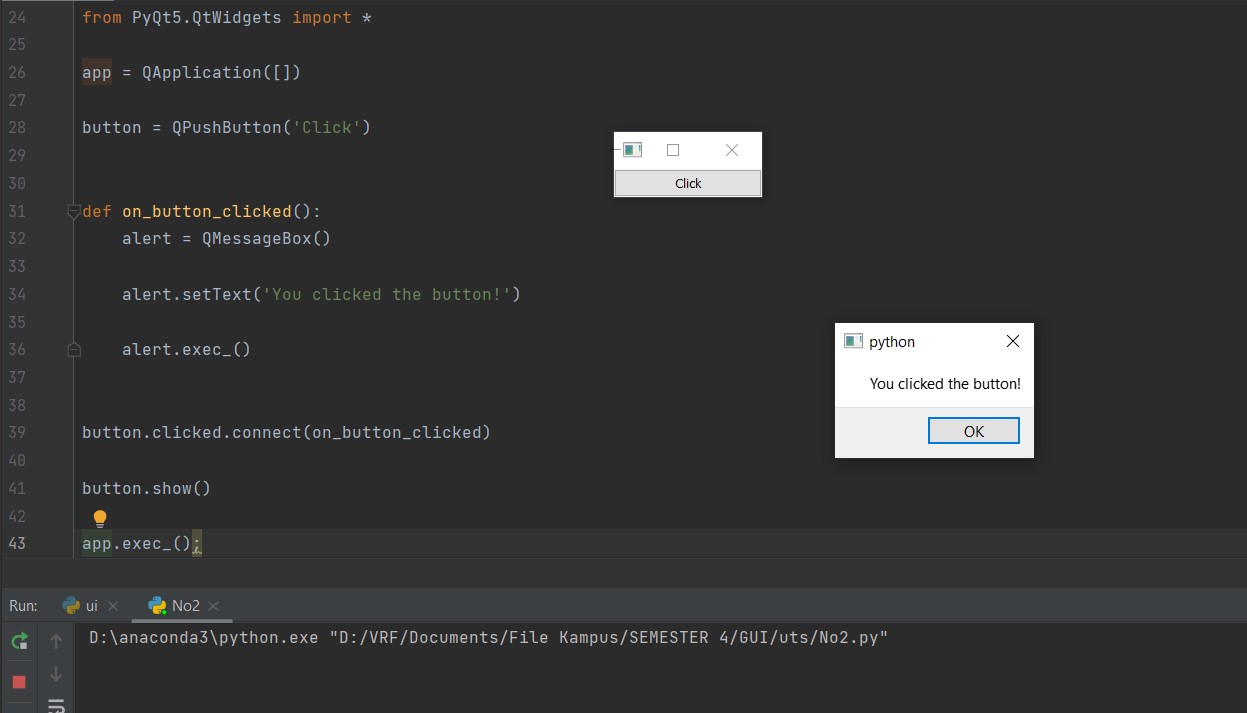 24 from PyQt5.QtWidgets import *
25
26 app = QApplication([])
27
28 button = QPushButton('Click')
29
30
31 def on_button_clicked():
32     alert = QMessageBox()
33
34     alert.setText('You clicked the button!')
35
36     alert.exec_()
37
38
39 button.clicked.connect(on_button_clicked)
40
41 button.show()
42
43 app.exec_();
Click
python
You clicked the button!
OK
Run: ui No2
D:\anaconda3\python.exe "D:/VRF/Documents/File Kampus/SEMESTER 4/GUI/uts/No2.py"